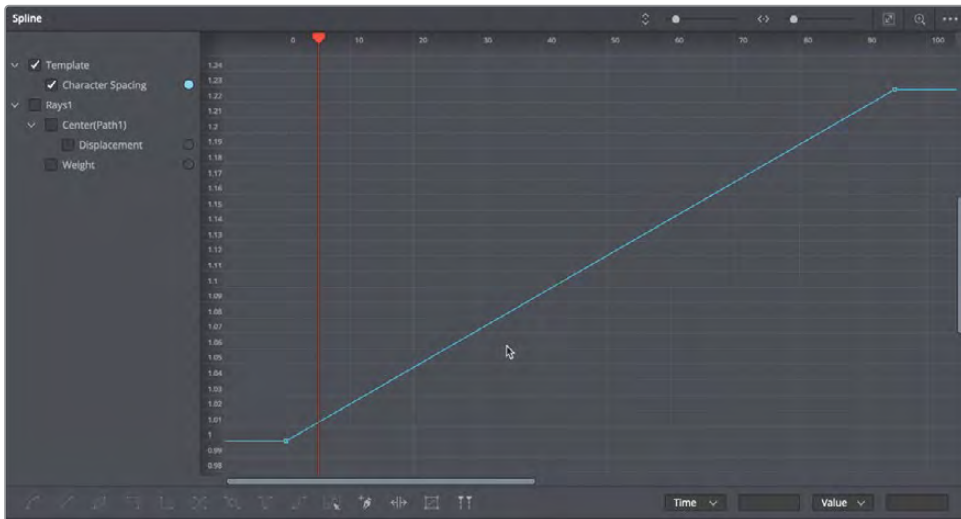 Spline
0 10 20 30 40 50 60 70 80 90 100
Template
Character Spacing
Rays1
Center(Path1)
Displacement
Weight
1.24
1.23
1.22
1.21
1.2
1.19
1.18
1.17
1.16
1.15
1.14
1.13
1.12
1.11
1.1
1.09
1.08
1.07
1.06
1.05
1.04
1.03
1.02
1.01
1
0.99
0.98
Time
Value